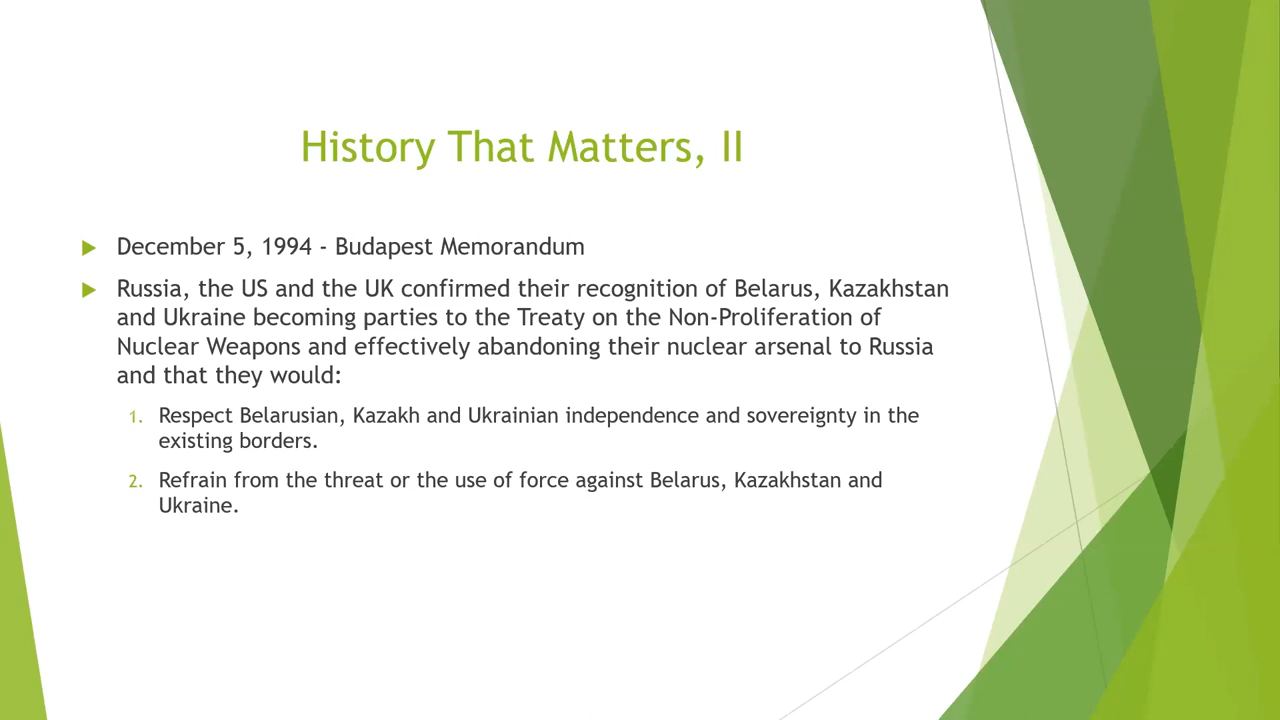 History That Matters, II
December 5, 1994 - Budapest Memorandum
Russia, the US and the UK confirmed their recognition of Belarus, Kazakhstan
and Ukraine becoming parties to the Treaty on the Non-Proliferation of
Nuclear Weapons and effectively abandoning their nuclear arsenal to Russia
and that they would:
1. Respect Belarusian, Kazakh and Ukrainian independence and sovereignty in the
existing borders.
2. Refrain from the threat or the use of force against Belarus, Kazakhstan and
Ukraine.